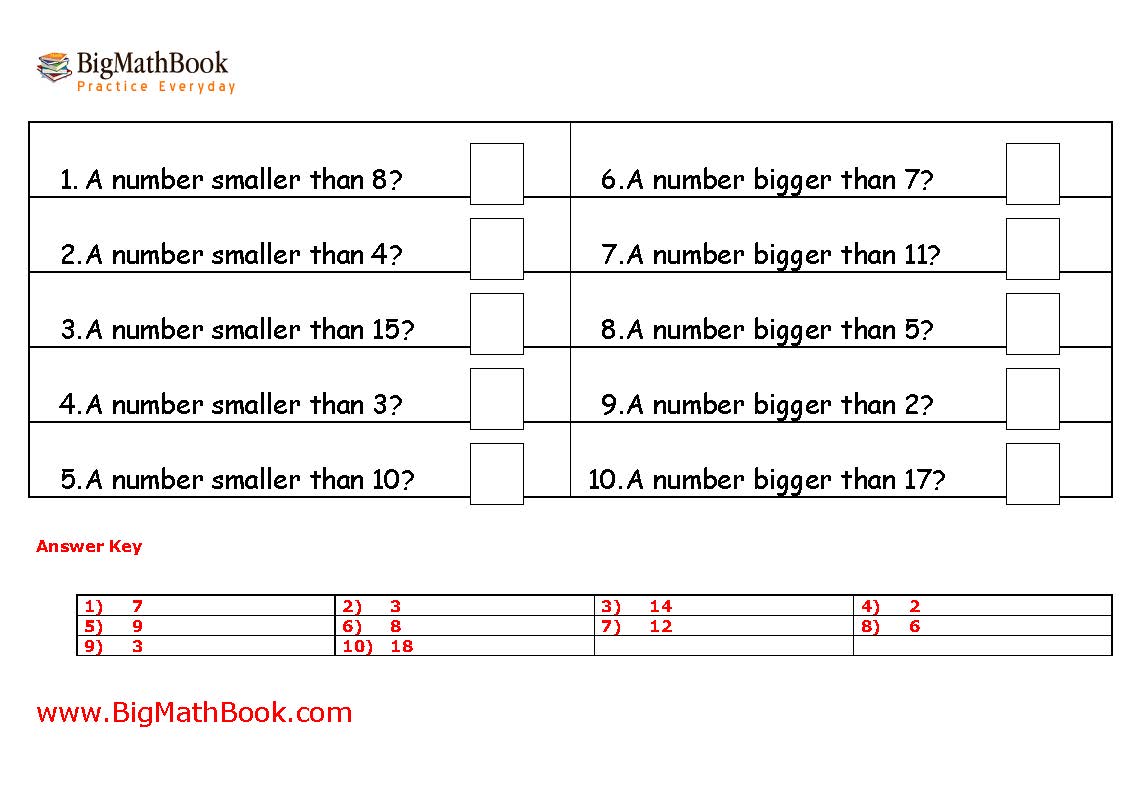 BigMathBook
Practice Everyday
1. A number smaller than 8?
6.A number bigger than 7?
2.A number smaller than 4?
7.A number bigger than 11?
3.A number smaller than 15?
8.A number bigger than 5?
4.A number smaller than 3?
9.A number bigger than 2?
5.A number smaller than 10?
10.A number bigger than 17?
Answer Key
1) 7 2) 3 3) 14 4) 2
5) 9 6) 8 7) 12 8) 6
9) 3 10) 18
www.BigMathBook.com